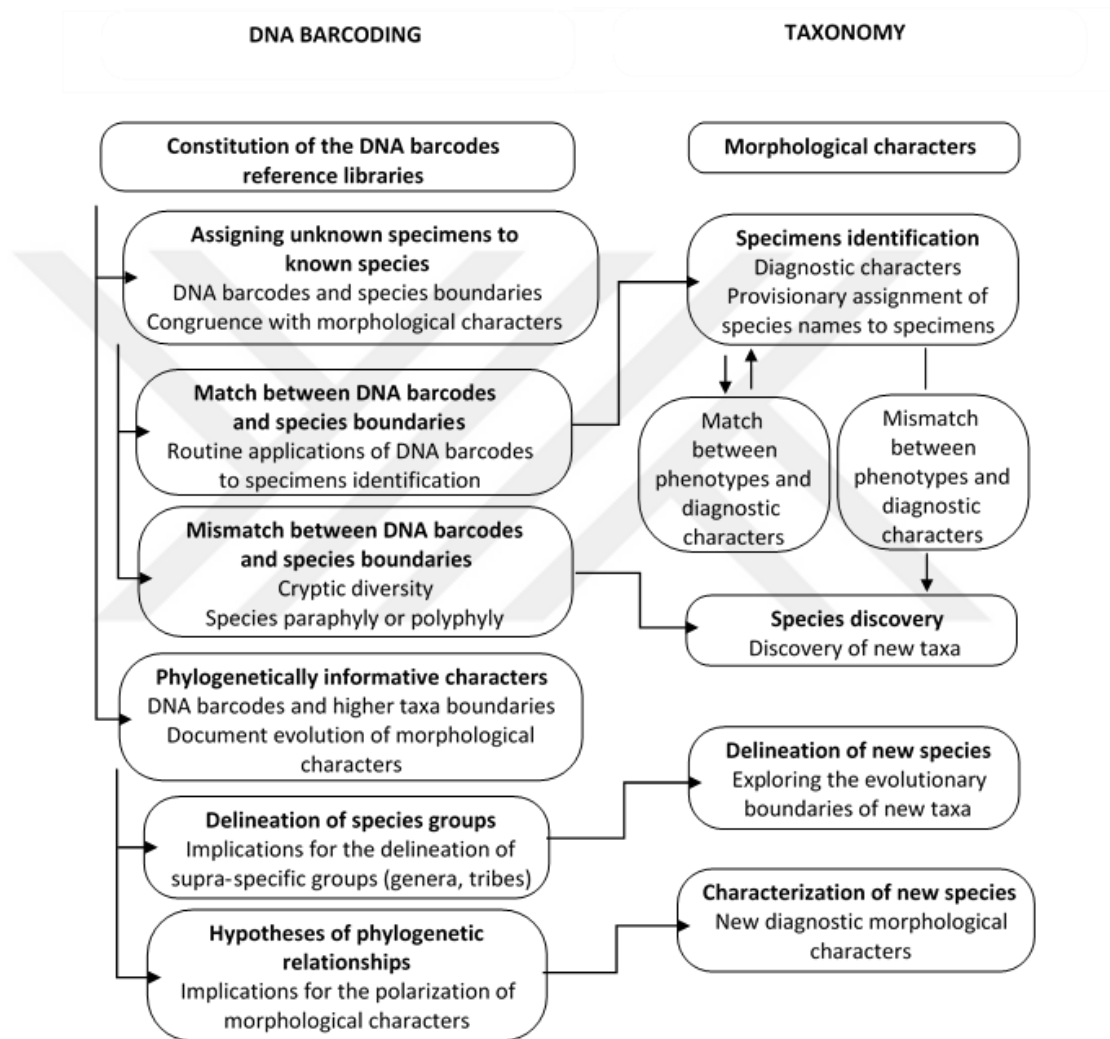 DNA BARCODING
TAXONOMY
Constitution of the DNA barcodes
reference libraries
Morphological characters
Assigning unknown specimens to
known species
DNA barcodes and species boundaries
Congruence with morphological characters
Specimens identification
Diagnostic characters
Provisionary assignment of
species names to specimens
Match between DNA barcodes
and species boundaries
Routine applications of DNA barcodes
to specimens identification
Match
between
phenotypes and
diagnostic
characters
Mismatch
between
phenotypes and
diagnostic
characters
Mismatch between DNA barcodes
and species boundaries
Cryptic diversity
Species paraphyly or polyphyly
Species discovery
Discovery of new taxa
Phylogenetically informative characters
DNA barcodes and higher taxa boundaries
Document evolution of morphological
characters
Delineation of new species
Exploring the evolutionary
boundaries of new taxa
Delineation of species groups
Implications for the delineation of
supra-specific groups (genera, tribes)
Characterization of new species
New diagnostic morphological
characters
Hypotheses of phylogenetic
relationships
Implications for the polarization of
morphological characters